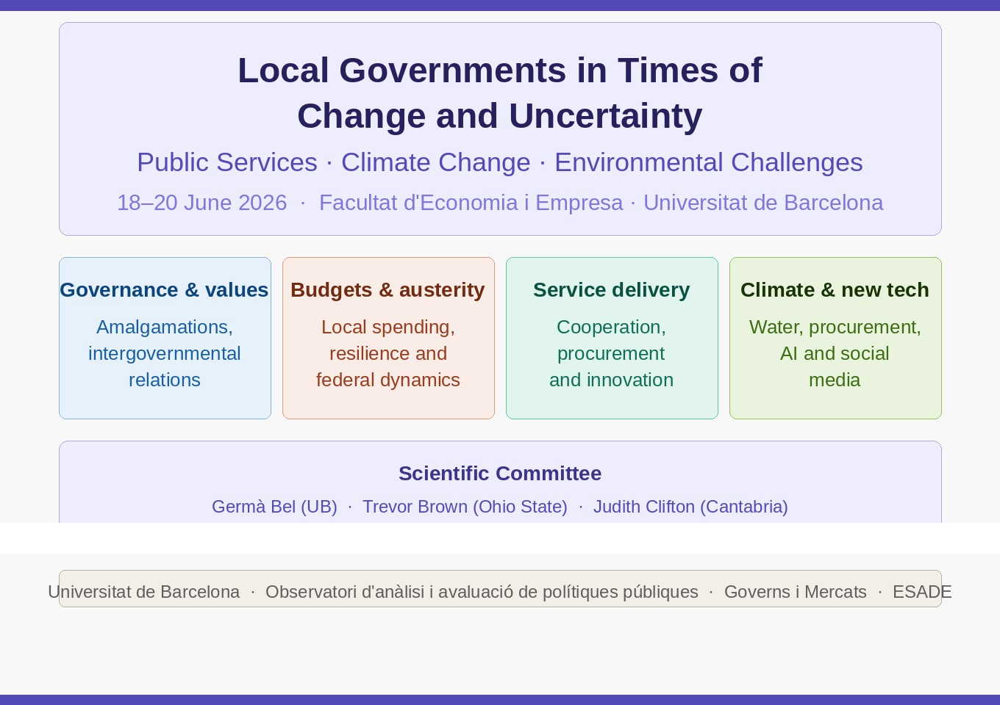 Local Governments in Times of
Change and Uncertainty
Public Services · Climate Change · Environmental Challenges
18–20 June 2026 · Facultat d'Economia i Empresa · Universitat de Barcelona
Governance & values
Amalgamations,
intergovernmental
relations
Budgets & austerity
Local spending,
resilience and
federal dynamics
Service delivery
Cooperation,
procurement
and innovation
Climate & new tech
Water, procurement,
AI and social
media
Scientific Committee
Germà Bel (UB) · Trevor Brown (Ohio State) · Judith Clifton (Cantabria)
Universitat de Barcelona · Observatori d'anàlisi i avaluació de polítiques públiques · Governs i Mercats · ESADE